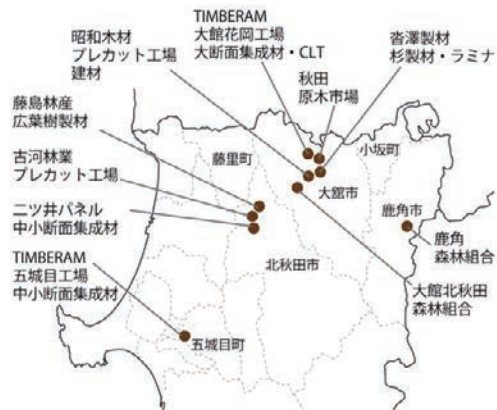 TIMBERAM
大館花岡工場
大断面集成材・CLT
昭和木材
プレカット工場
建材
沓澤製材
杉製材・ラミナ
秋田
原木市場
藤島林産
広葉樹製材
藤里町
小坂町
古河林業
プレカット工場
大館市
鹿角市
二ツ井パネル
中小断面集成材
鹿角
森林組合
TIMBERAM
五城目工場
中小断面集成材
北秋田市
大館北秋田
森林組合
五城目町